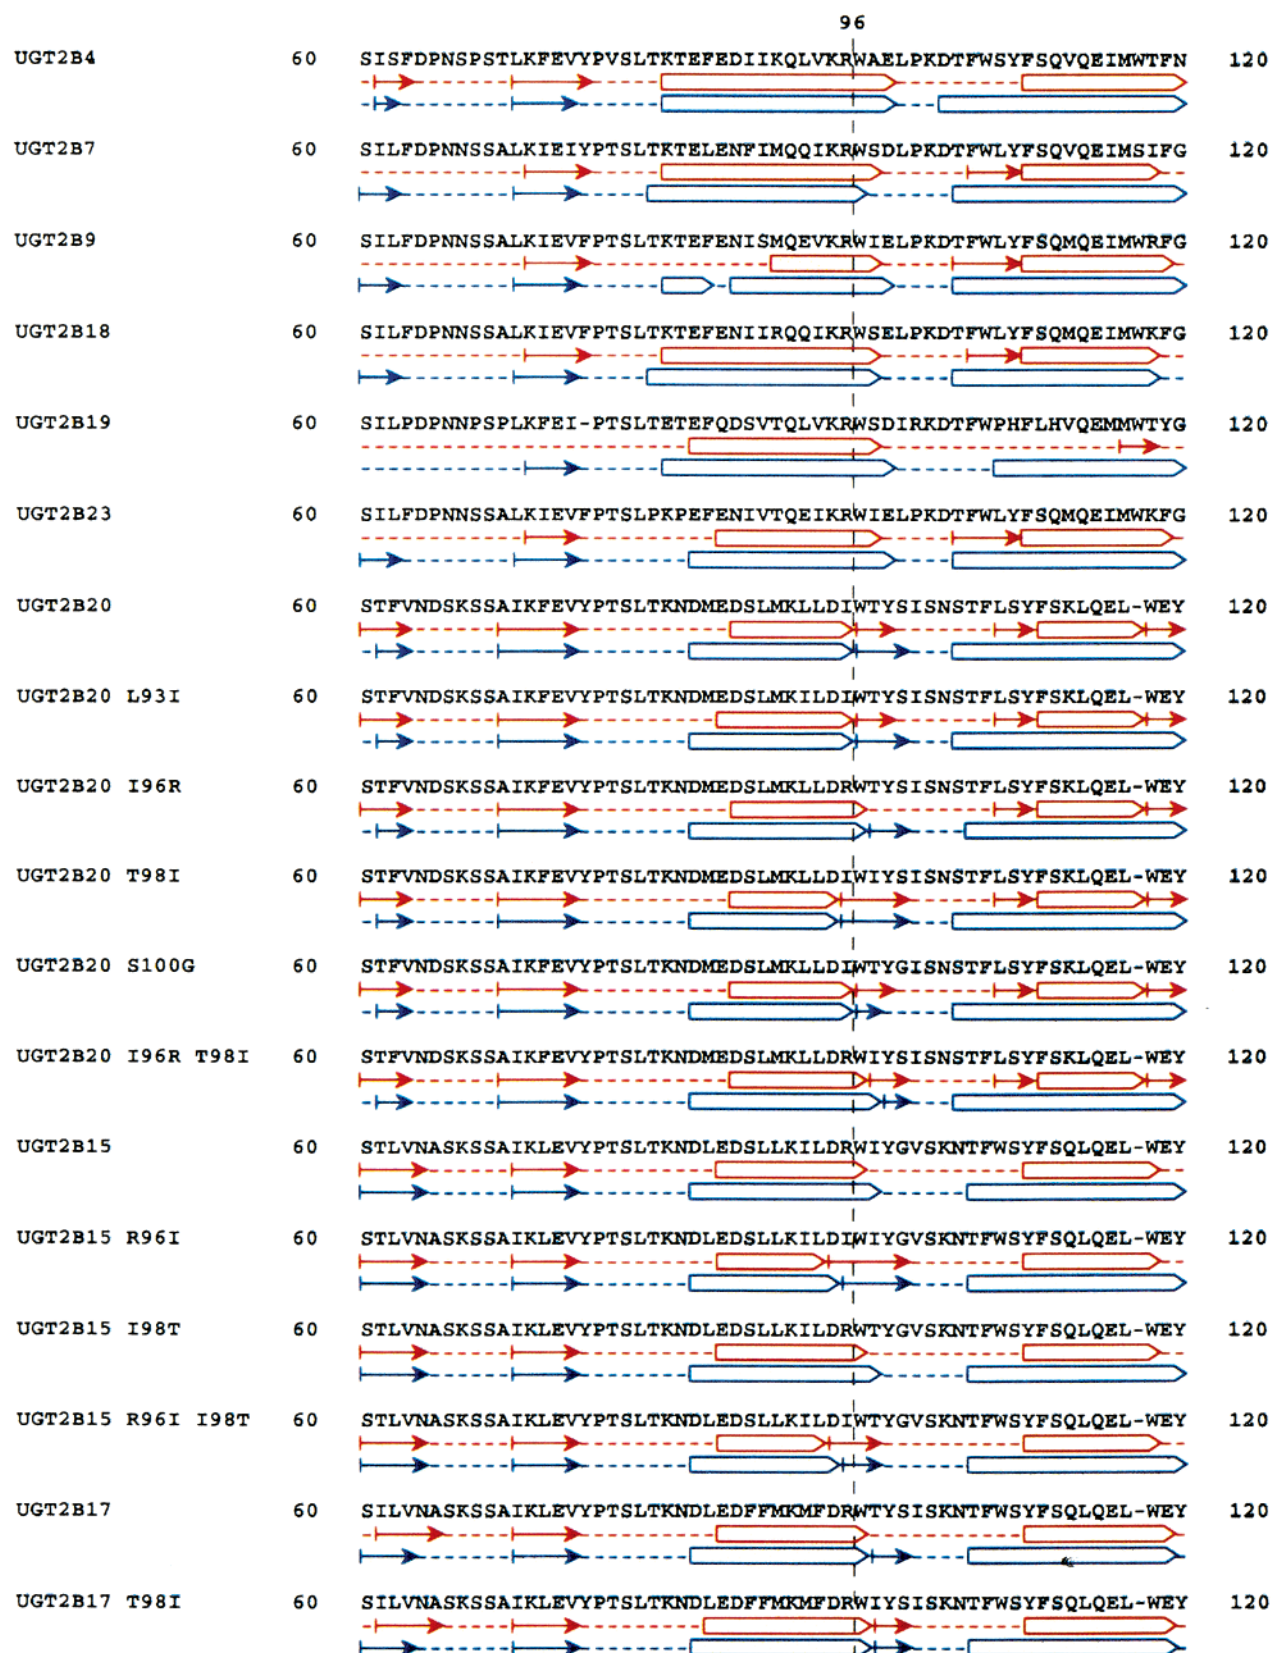 96
UGT2B4 60 SISFDPNSPSTLKFEVYPVSLTKTEFEDIIKQLVKRWAELPKDTFWSYFSQVQEIMWTFN 120
UGT2B7 60 SILFDPNNSSALKIEIYPTSLTKTELENFIMQQIKRWSDLPKDTFWLYFSQVQEIMSIFG 120
UGT2B9 60 SILFDPNNSSALKIEVFPTSLTKTEFENISMQEVKRWIELPKDTFWLYFSQMQEIMWRFG 120
UGT2B18 60 SILFDPNNSSALKIEVFPTSLTKTEFENIIRQQIKRWSELPKDTFWLYFSQMQEIMWKFG 120
UGT2B19 60 SILPDPNNPSPLKFEI-PTSLTETEFQDSVTQLVKRWSDIRKDTFWPHFLHVQEMMWTYG 120
UGT2B23 60 SILFDPNNSSALKIEVFPTSLPKPEFENIVTQEIKRWIELPKDTFWLYFSQMQEIMWKFG 120
UGT2B20 60 STFVNDSKSSAIKFEVYPTSLTKNDMEDSLMKLLDIWTYSISNSTFLSYFSKLQEL-WEY 120
UGT2B20 L93I 60 STFVNDSKSSAIKFEVYPTSLTKNDMEDSLMKILDIWTYSISNSTFLSYFSKLQEL-WEY 120
UGT2B20 I96R 60 STFVNDSKSSAIKFEVYPTSLTKNDMEDSLMKLLDRWTYSISNSTFLSYFSKLQEL-WEY 120
UGT2B20 T98I 60 STFVNDSKSSAIKFEVYPTSLTKNDMEDSLMKLLDIWIYSISNSTFLSYFSKLQEL-WEY 120
UGT2B20 S100G 60 STFVNDSKSSAIKFEVYPTSLTKNDMEDSLMKLLDIWTYGISNSTFLSYFSKLQEL-WEY 120
UGT2B20 I96R T98I 60 STFVNDSKSSAIKFEVYPTSLTKNDMEDSLMKLLDRWIYSISNSTFLSYFSKLQEL-WEY 120
UGT2B15 60 STLVNASKSSAIKLEVYPTSLTKNDLEDSLLKILDRWIYGVSKNTFWSYFSQLQEL-WEY 120
UGT2B15 R96I 60 STLVNASKSSAIKLEVYPTSLTKNDLEDSLLKILDIWIYGVSKNTFWSYFSQLQEL-WEY 120
UGT2B15 I98T 60 STLVNASKSSAIKLEVYPTSLTKNDLEDSLLKILDRWTYGVSKNTFWSYFSQLQEL-WEY 120
UGT2B15 R96I I98T 60 STLVNASKSSAIKLEVYPTSLTKNDLEDSLLKILDIWTYGVSKNTFWSYFSQLQEL-WEY 120
UGT2B17 60 SILVNASKSSAIKLEVYPTSLTKNDLEDFFMKMFDRWTYSISKNTFWSYFSQLQEL-WEY 120
UGT2B17 T98I 60 SILVNASKSSAIKLEVYPTSLTKNDLEDFFMKMFDRWIYSISKNTFWSYFSQLQEL-WEY 120